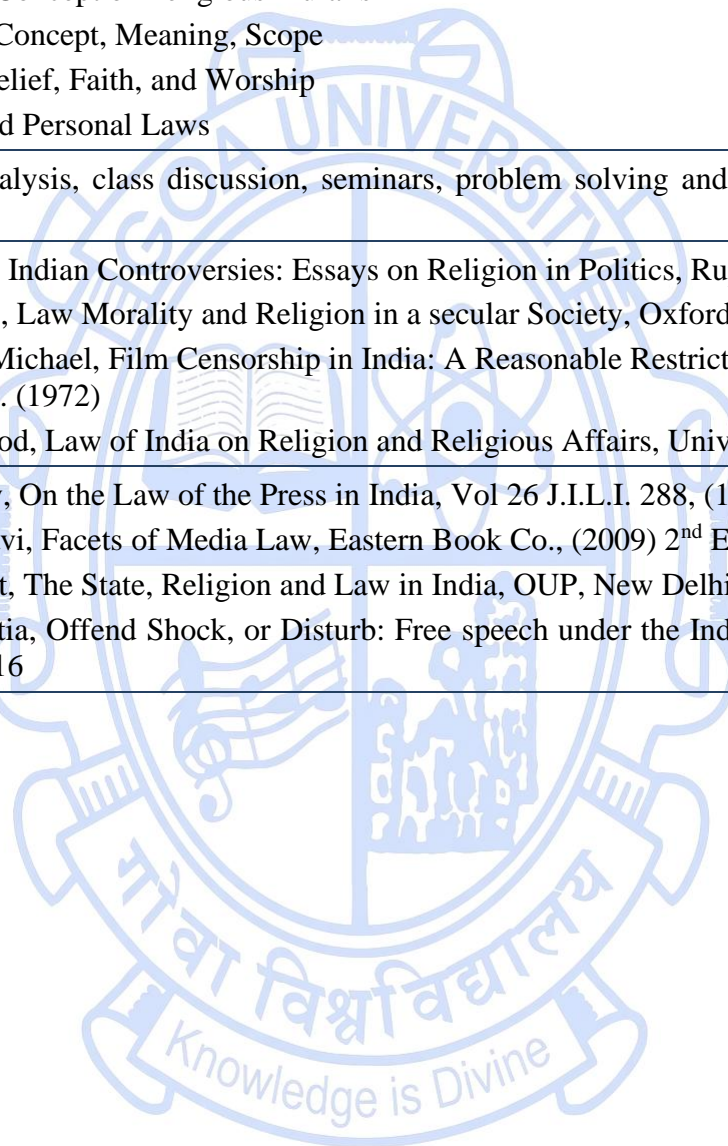 Concept, Meaning, Scope
elief, Faith, and Worship
d Personal Laws
alysis, class discussion, seminars, problem solving and
Indian Controversies: Essays on Religion in Politics, Ru
, Law Morality and Religion in a secular Society, Oxford
Michael, Film Censorship in India: A Reasonable Restrict
. (1972)
od, Law of India on Religion and Religious Affairs, Univ
, On the Law of the Press in India, Vol 26 J.I.L.I. 288, (1
vi, Facets of Media Law, Eastern Book Co., (2009) 2nd E
t, The State, Religion and Law in India, OUP, New Delhi
tia, Offend Shock, or Disturb: Free speech under the Ind
16
GOA UNIVERSITY
गोंवा विश्वविद्यालय
Knowledge is Divine